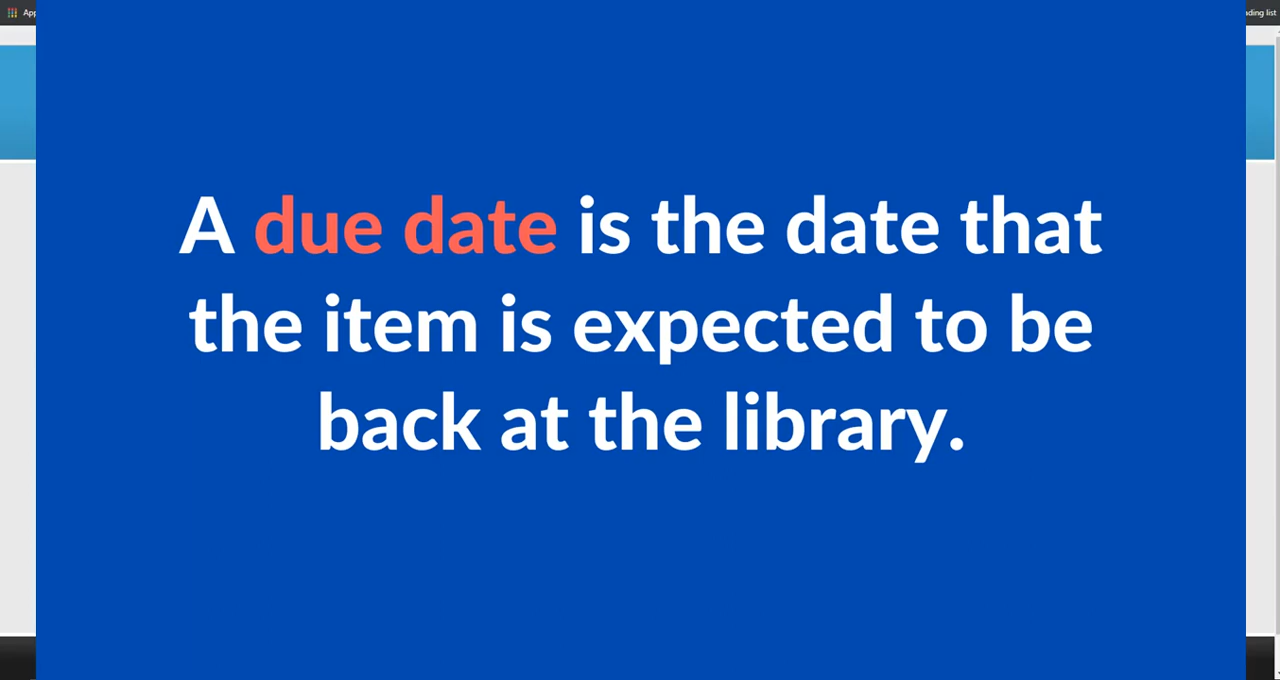 A due date is the date that
the item is expected to be
back at the library.